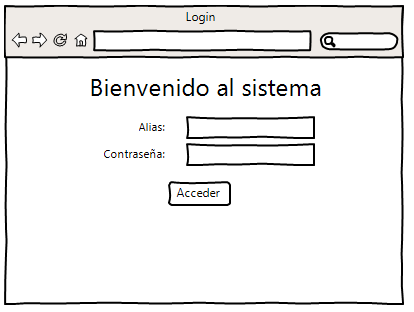 Login
Bienvenido al sistema
Alias:
Contraseña:
Acceder